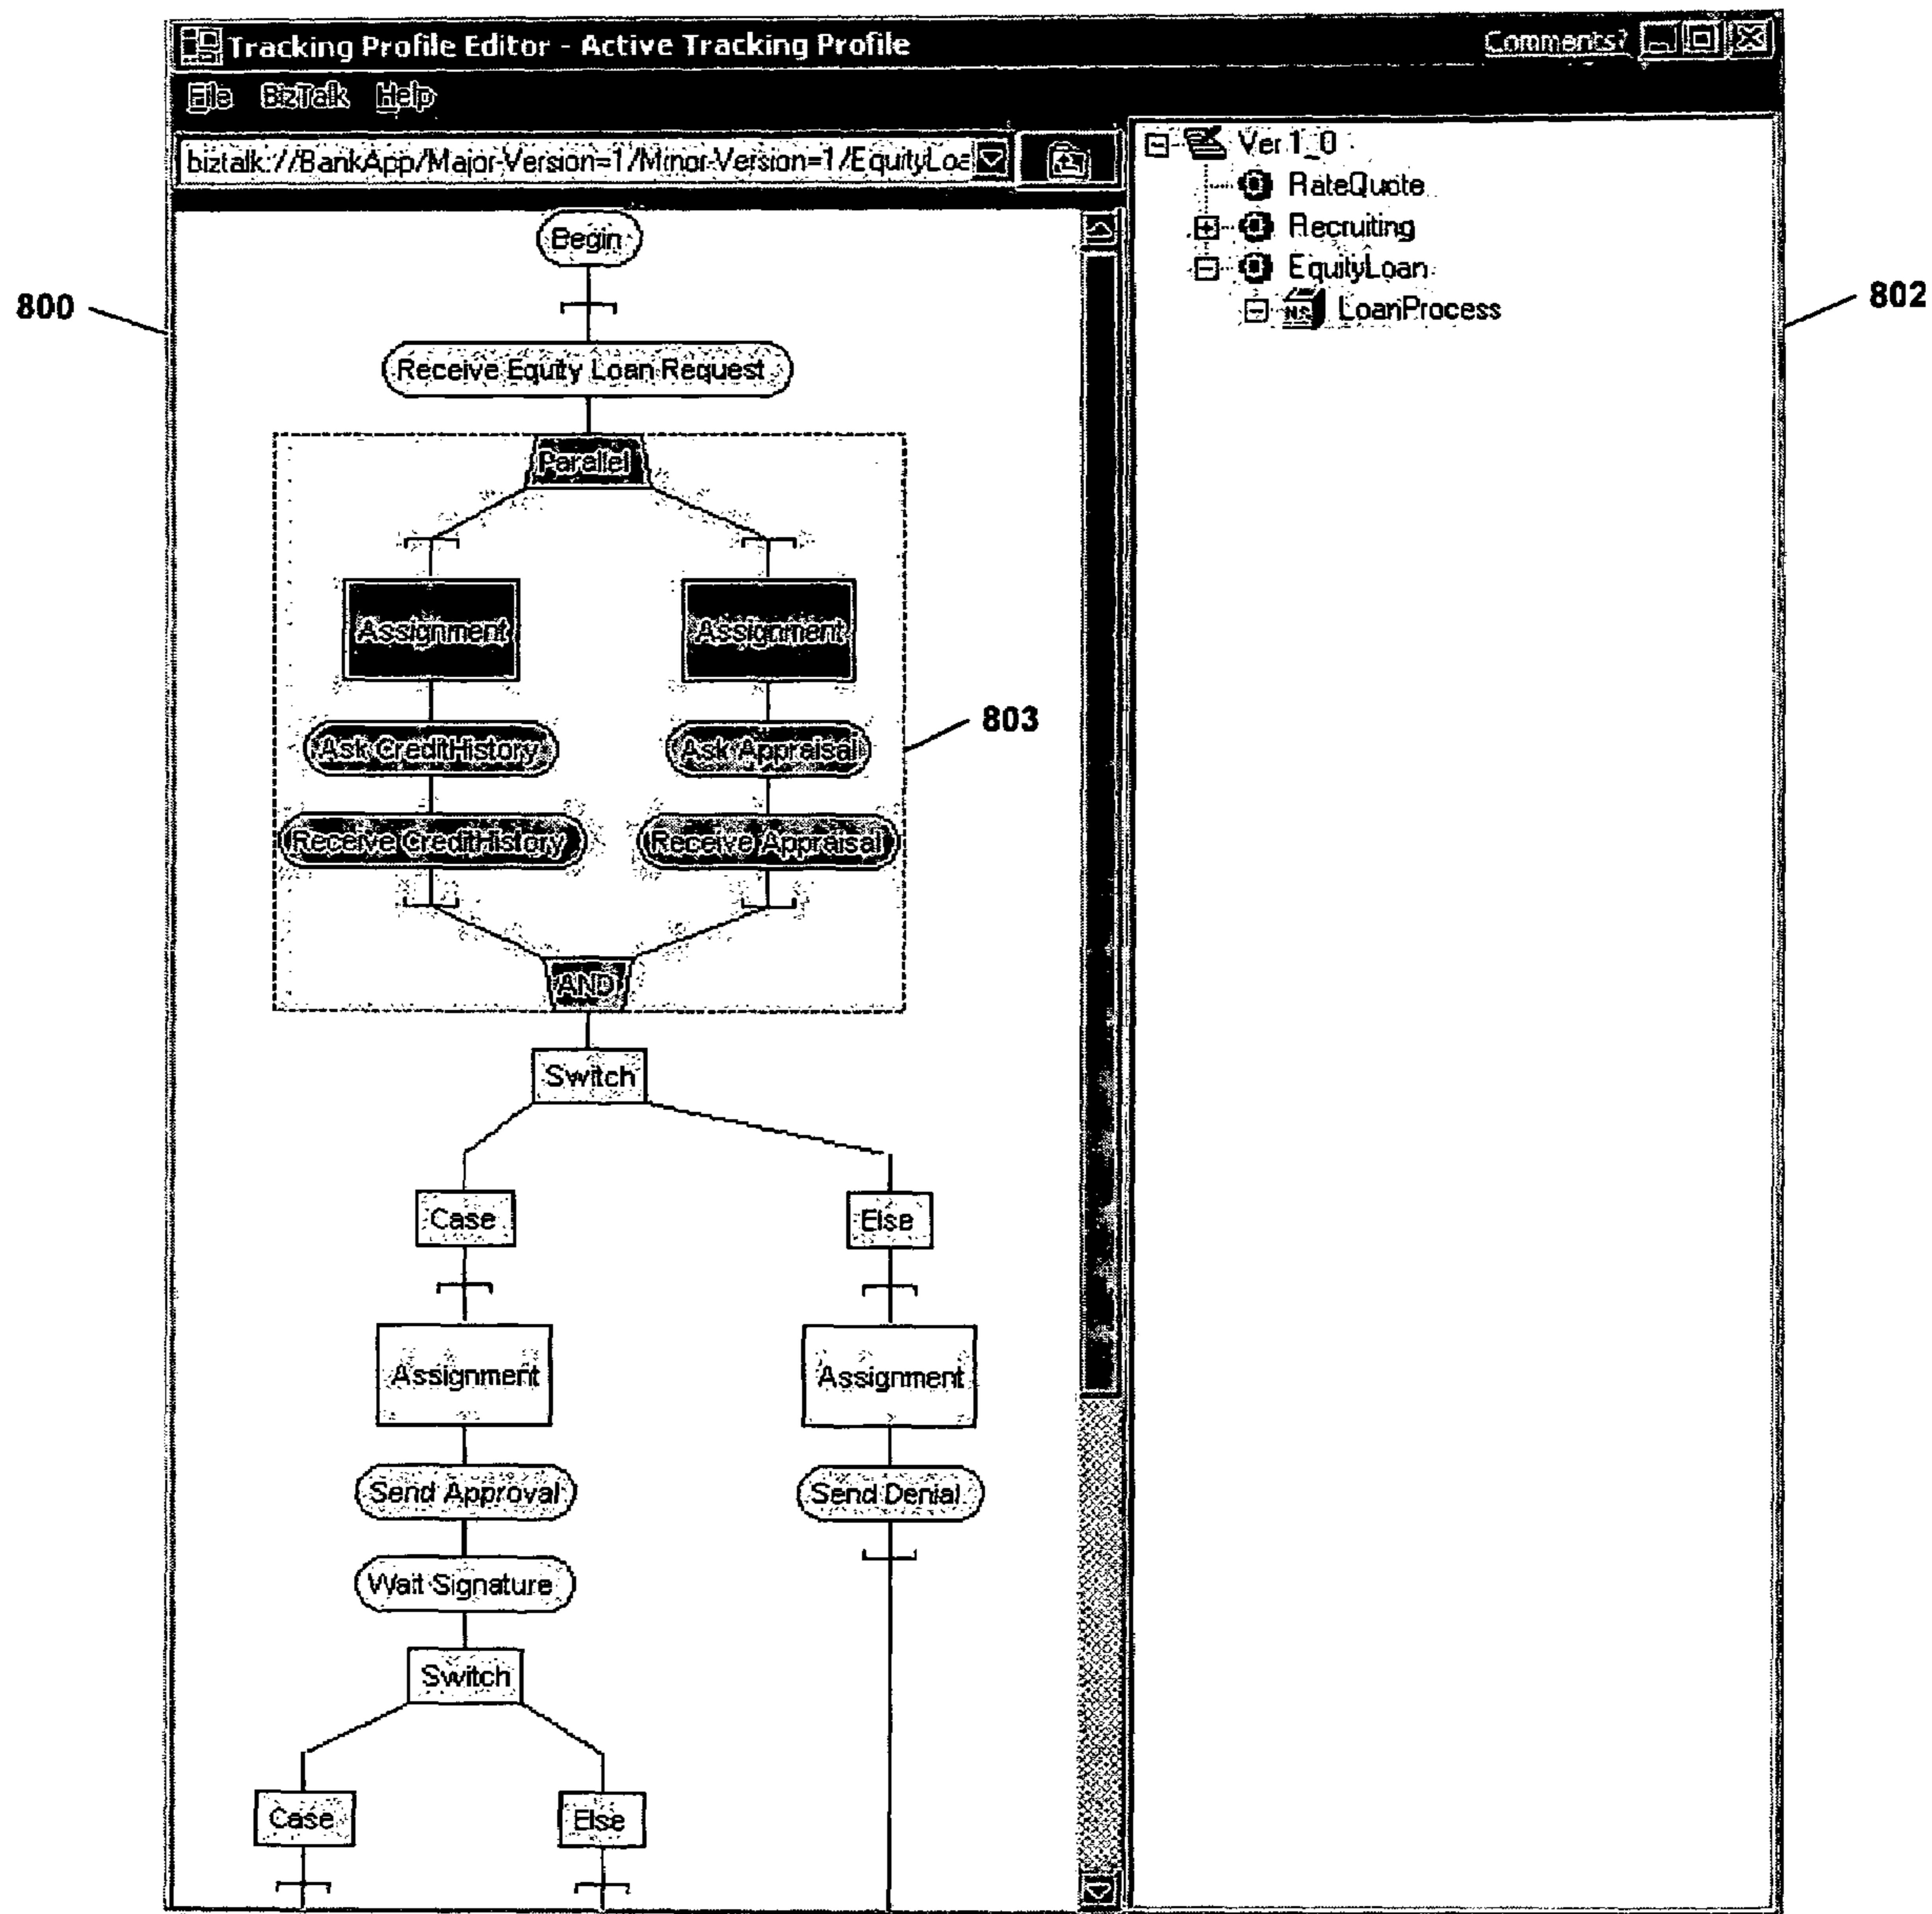 Tracking Profile Editor - Active Tracking Profile Comments?
File BizTalk Help
biztalk://BankApp/Major-Version=1/Minor-Version=1/EquityLoa
Ver1_0
RateQuote
Recruiting
EquityLoan
LoanProcess
800
802
Begin
Receive Equity Loan Request
Parallel
Assignment Assignment
803
Ask CreditHistory Ask Appraisal
Receive CreditHistory Receive Appraisal
AND
Switch
Case Else
Assignment Assignment
Send Approval Send Denial
Wait Signature
Switch
Case Else